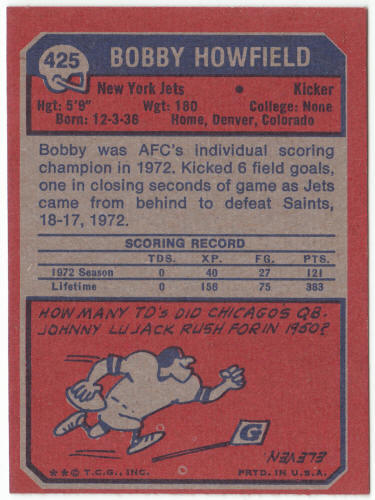 425 BOBBY HOWFIELD
New York Jets • Kicker
Hgt: 5'9" Wgt: 180 College: None
Born: 12-3-36 Home, Denver, Colorado
Bobby was AFC's individual scoring
champion in 1972. Kicked 6 field goals,
one in closing seconds of game as Jets
came from behind to defeat Saints,
18-17, 1972.
SCORING RECORD
TDS. XP. FG. PTS.
1972 Season 0 40 27 121
Lifetime 0 158 75 383
HOW MANY TD'S DID CHICAGO'S QB.
JOHNNY LUJACK RUSH FOR IN 1950?
G
ELEVEN
**© T.C.G., INC. PRTD. IN U.S.A.